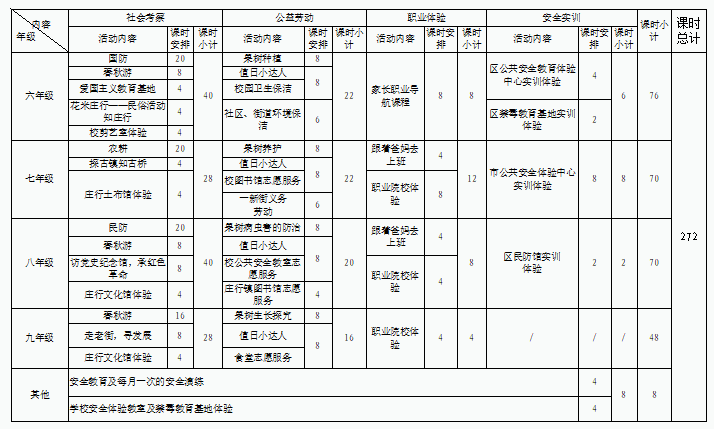 内容
年级
社会考察 公益劳动 职业体验 安全实训 课时小计 课时总计
活动内容 课时安排 课时小计 活动内容 课时安排 课时小计 活动内容 课时安排 课时小计 活动内容 课时安排 课时小计
六年级
国防 20
春秋游 8
爱国主义教育基地 4
花米庄行——民俗活动知庄行 4
校剪艺室体验 4
40
果树种植 8
值日小达人
校园卫生保洁
8
社区、街道环境保洁 6
22
家长职业导航课程 8 8
区公共安全教育体验中心实训体验 4
区禁毒教育基地实训体验 2
6
76
七年级
农耕 20
探古镇知古桥 4
庄行土布馆体验 4
28
果树养护 8
值日小达人
校图书馆志愿服务
8
一新街义务劳动 6
22
跟着爸妈去上班 4
职业院校体验 8
12
市公共安全体验中心实训体验 8 8
70
八年级
民防 20
春秋游 8
访党史纪念馆，承红色革命 8
庄行文化馆体验 4
40
果树病虫害的防治 8
值日小达人
校公共安全教室志愿服务
8
庄行镇图书馆志愿服务 4
20
跟着爸妈去上班 4
职业院校体验 4
8
区民防馆实训体验 2 2
70
九年级
春秋游 16
走老街，寻发展 8
庄行文化馆体验 4
28
果树生长探究 8
值日小达人
食堂志愿服务
8
16
职业院校体验 4 4
/ / /
48
其他
安全教育及每月一次的安全演练 4
学校安全体验教室及禁毒教育基地体验 4
8
8
272